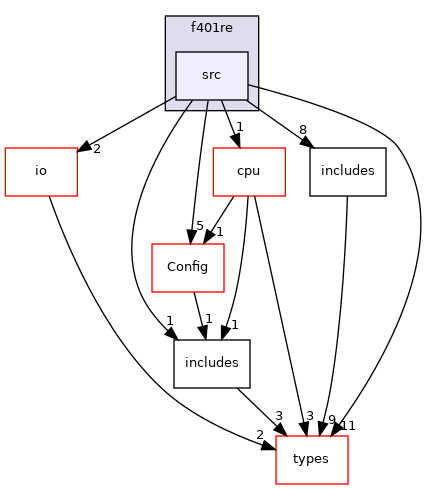 f401re
src
1
8
2
io
cpu
includes
5
1
Config
1
1
1
includes
3
3
9
11
2
types